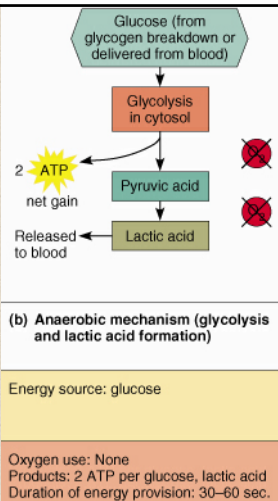 Glucose (from
glycogen breakdown or
delivered from blood)
Glycolysis
in cytosol
O2
2 ATP
net gain
Pyruvic acid
O2
Released
to blood
Lactic acid
(b) Anaerobic mechanism (glycolysis
and lactic acid formation)
Energy source: glucose
Oxygen use: None
Products: 2 ATP per glucose, lactic acid
Duration of energy provision: 30–60 sec.